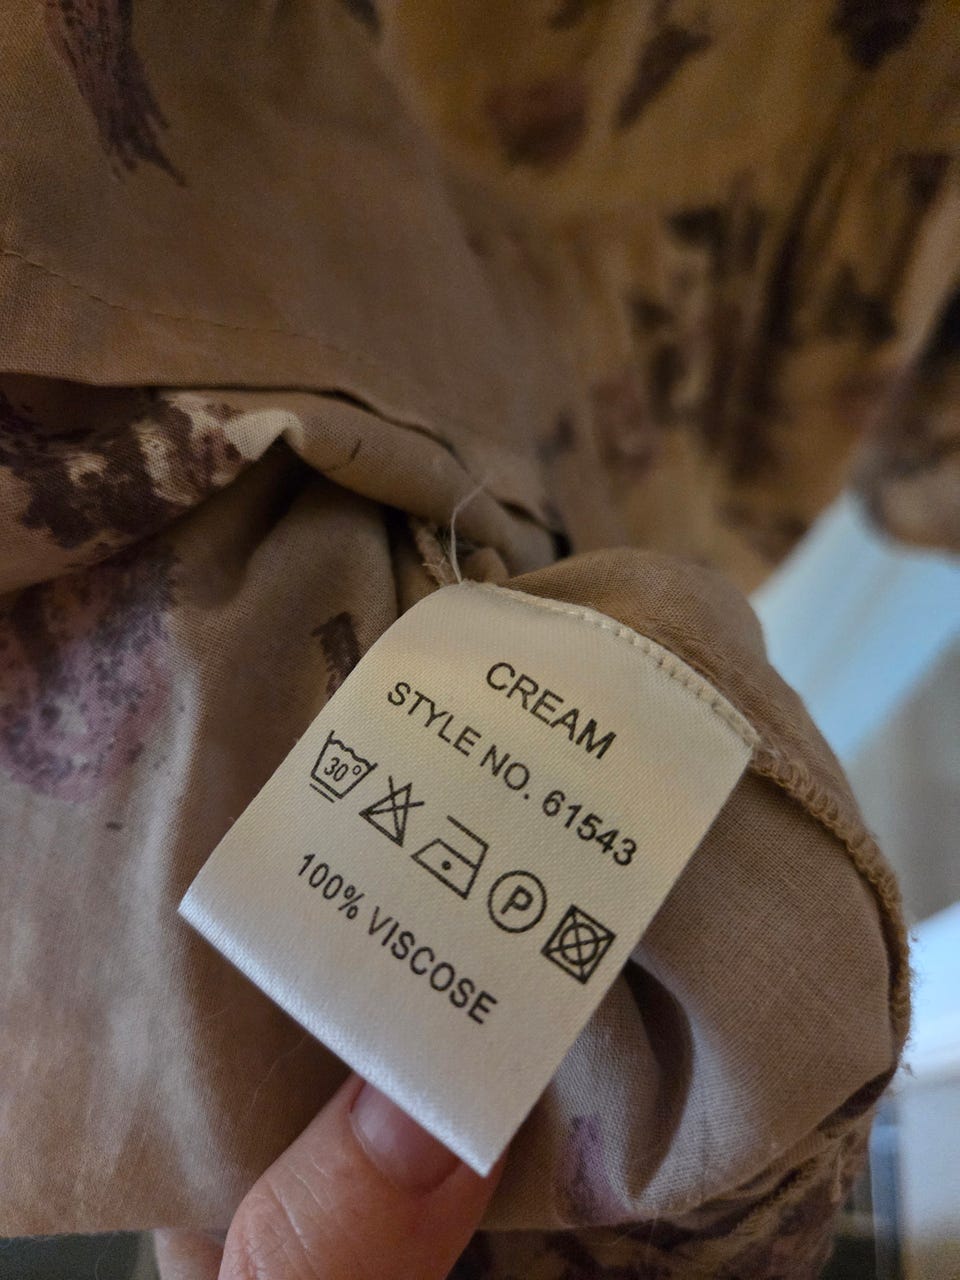 CREAM
STYLE NO. 61543
30°
P
100% VISCOSE